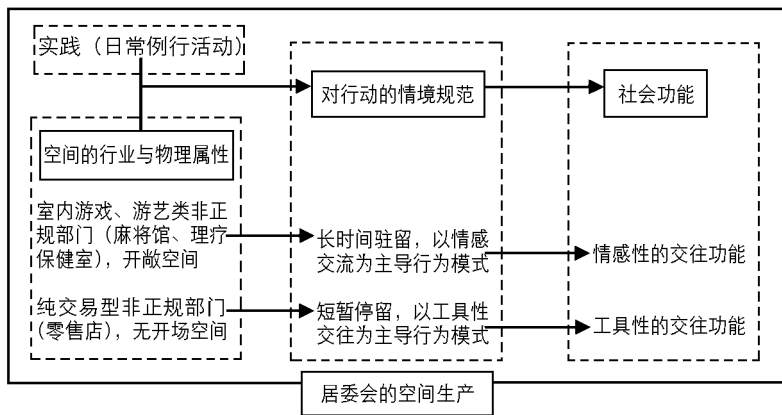 实践（日常例行活动）
对行动的情境规范
社会功能
空间的行业与物理属性
室内游戏、游艺类非正
规部门（麻将馆、理疗
保健室），开敞空间
长时间驻留，以情感
交流为主导行为模式
情感性的交往功能
纯交易型非正规部门
（零售店），无开场空间
短暂停留，以工具性
交往为主导行为模式
工具性的交往功能
居委会的空间生产